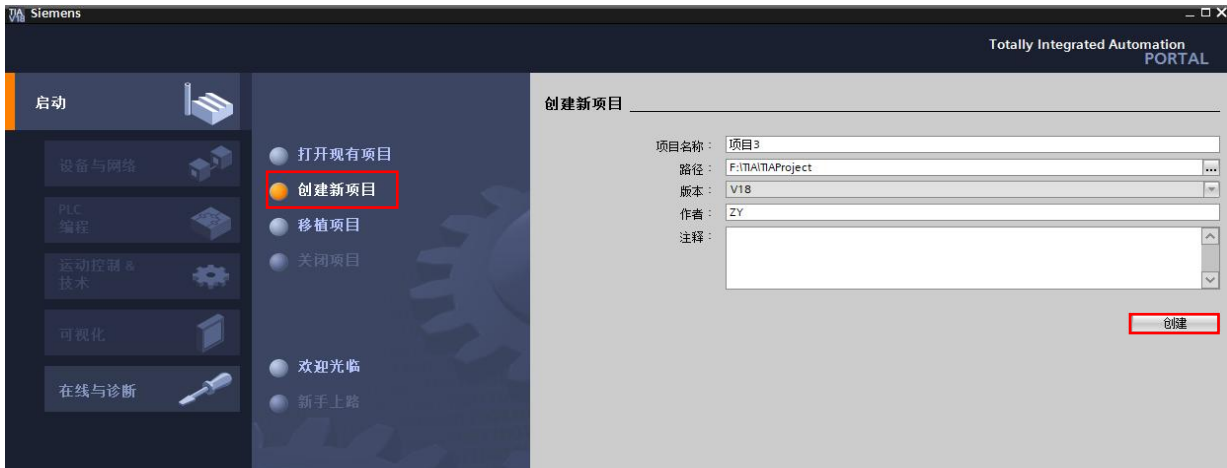 TIA V18 Siemens
Totally Integrated Automation
PORTAL
启动
设备与网络
PLC
编程
运动控制 &
技术
可视化
在线与诊断
打开现有项目
创建新项目
移植项目
关闭项目
欢迎光临
新手上路
创建新项目
项目名称: 项目3
路径: F:\TIA\TIAProject ...
版本: V18
作者: ZY
注释:
创建